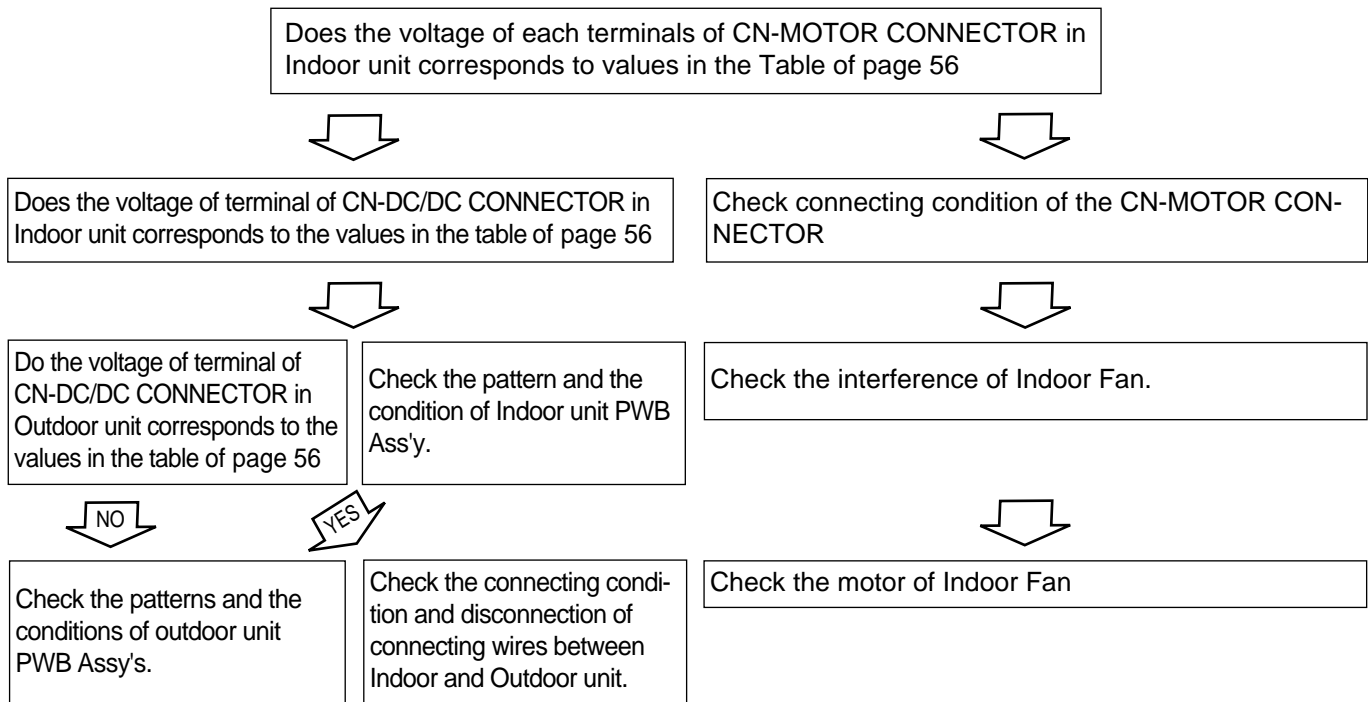 Does the voltage of each terminals of CN-MOTOR CONNECTOR in
Indoor unit corresponds to values in the Table of page 56
Does the voltage of terminal of CN-DC/DC CONNECTOR in
Indoor unit corresponds to the values in the table of page 56
Check connecting condition of the CN-MOTOR CON-
NECTOR
Do the voltage of terminal of
CN-DC/DC CONNECTOR in
Outdoor unit corresponds to the
values in the table of page 56
Check the pattern and the
condition of Indoor unit PWB
Ass'y.
Check the interference of Indoor Fan.
NO
YES
Check the patterns and the
conditions of outdoor unit
PWB Assy's.
Check the connecting condi-
tion and disconnection of
connecting wires between
Indoor and Outdoor unit.
Check the motor of Indoor Fan